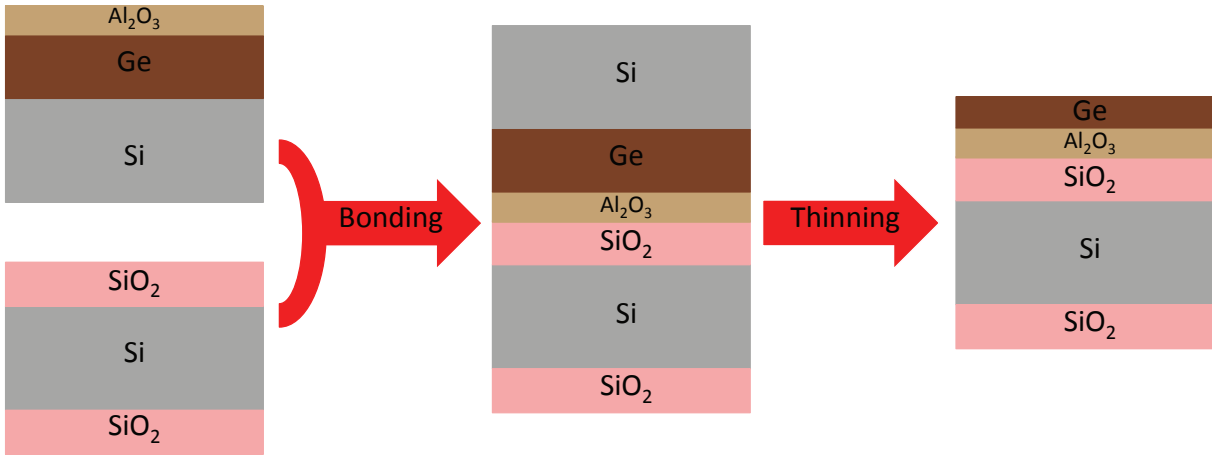 Al₂O₃
Ge
Si
SiO₂
Si
SiO₂
Bonding
Si
Ge
Al₂O₃
SiO₂
Si
SiO₂
Thinning
Ge
Al₂O₃
SiO₂
Si
SiO₂